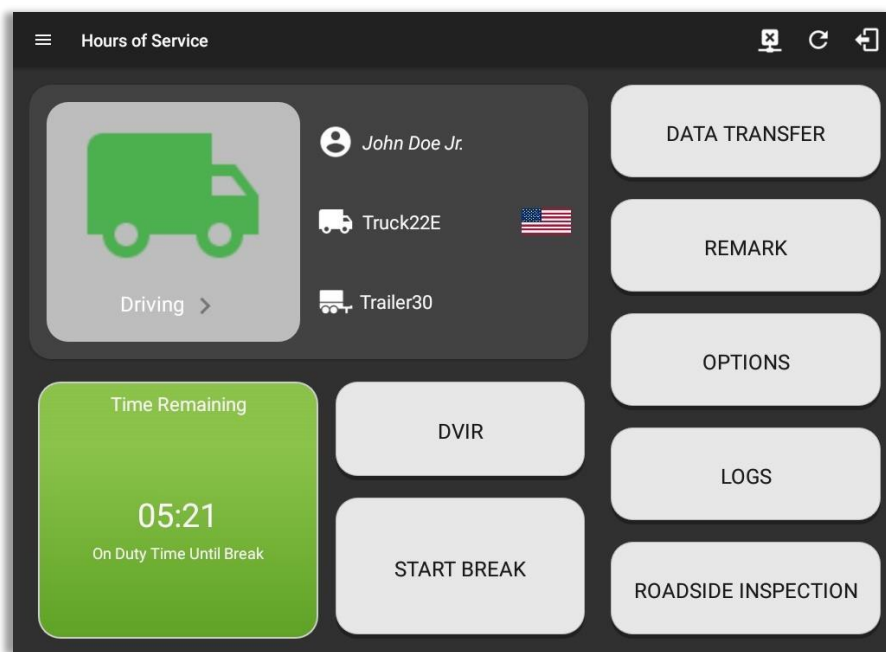 Hours of Service
John Doe Jr.
Truck22E
Driving
Trailer30
Time Remaining
05:21
On Duty Time Until Break
DVIR
START BREAK
DATA TRANSFER
REMARK
OPTIONS
LOGS
ROADSIDE INSPECTION